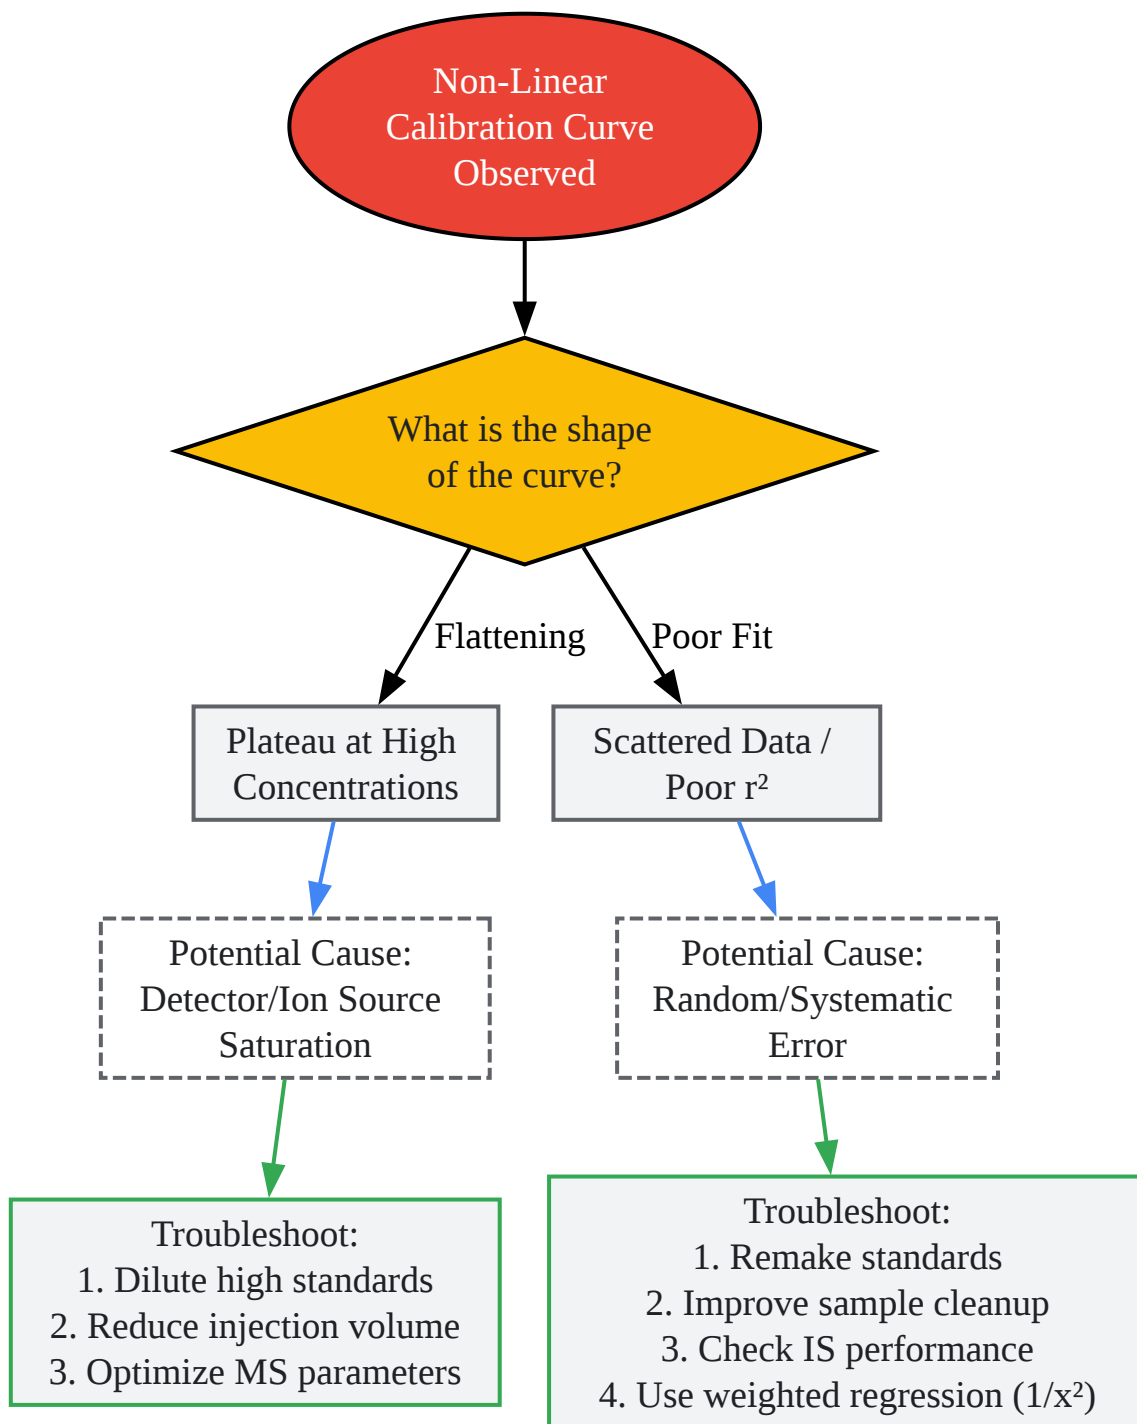 Non-Linear
Calibration Curve
Observed
What is the shape
of the curve?
Flattening
Poor Fit
Plateau at High
Concentrations
Scattered Data /
Poor r²
Potential Cause:
Detector/Ion Source
Saturation
Potential Cause:
Random/Systematic
Error
Troubleshoot:
1. Dilute high standards
2. Reduce injection volume
3. Optimize MS parameters
Troubleshoot:
1. Remake standards
2. Improve sample cleanup
3. Check IS performance
4. Use weighted regression (1/x²)